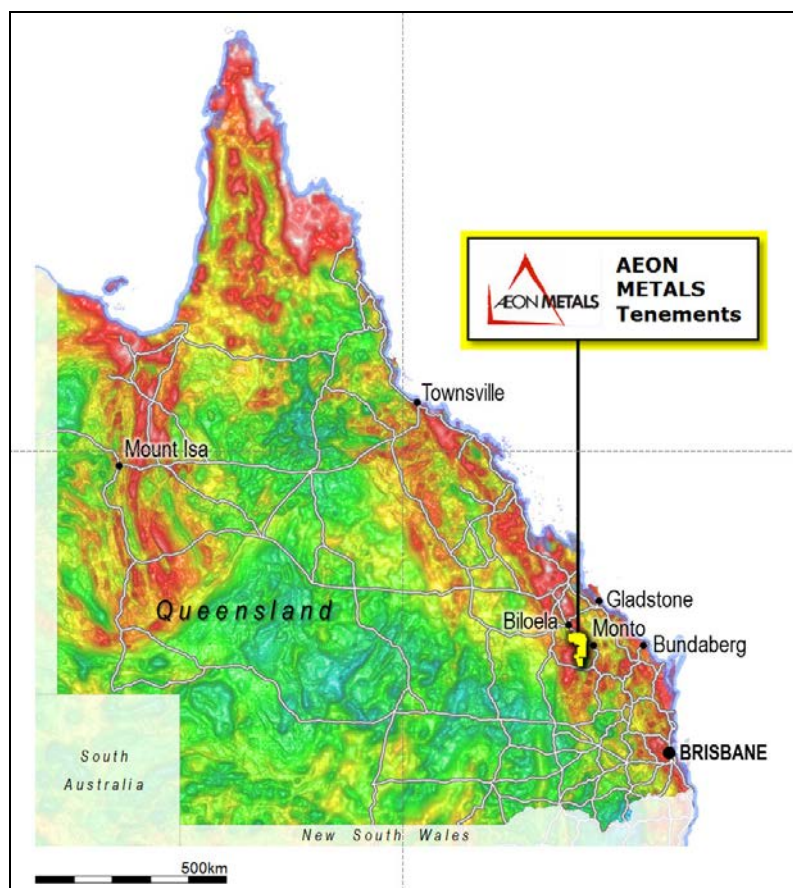 AEON METALS
AEON
METALS
Tenements
Townsville
Mount Isa
Queensland
Gladstone
Biloela
Monto
Bundaberg
BRISBANE
South
Australia
New South Wales
500km